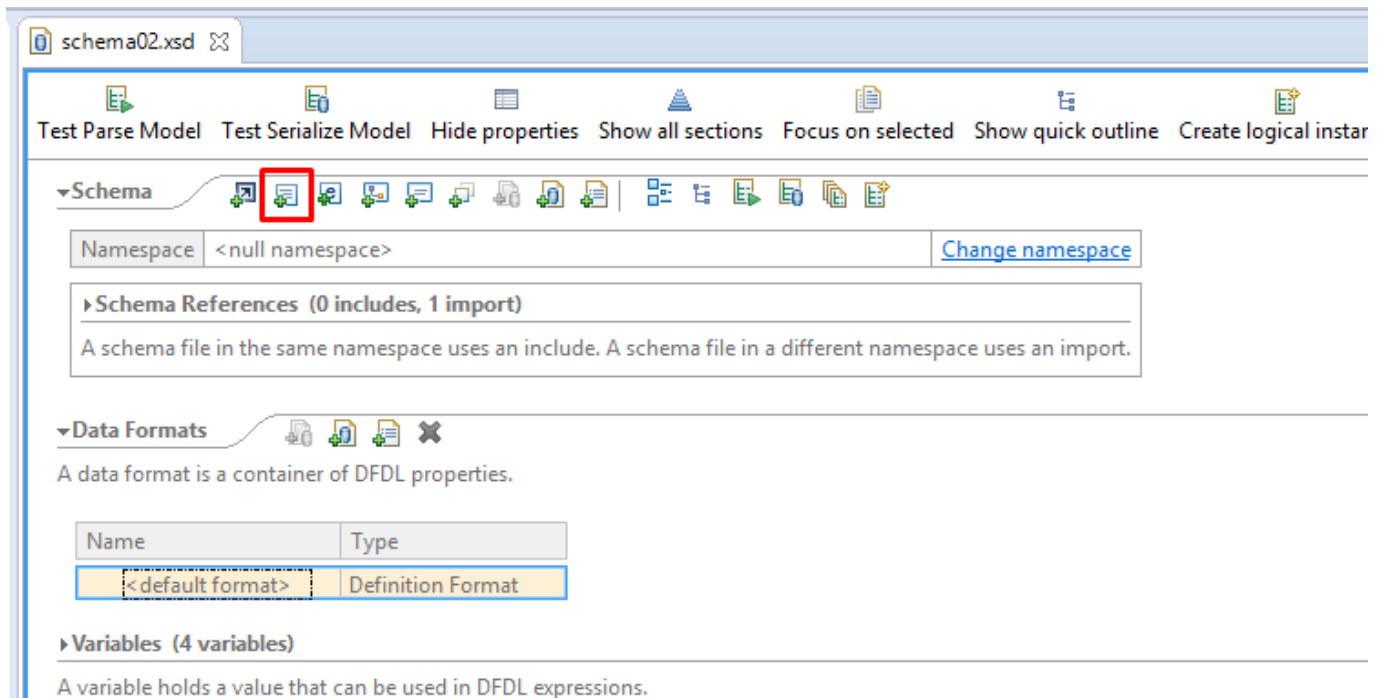 schema02.xsd
Test Parse Model Test Serialize Model Hide properties Show all sections Focus on selected Show quick outline Create logical instan
Schema
Namespace <null namespace> Change namespace
Schema References (0 includes, 1 import)
A schema file in the same namespace uses an include. A schema file in a different namespace uses an import.
Data Formats
A data format is a container of DFDL properties.
Name Type
<default format> Definition Format
Variables (4 variables)
A variable holds a value that can be used in DFDL expressions.